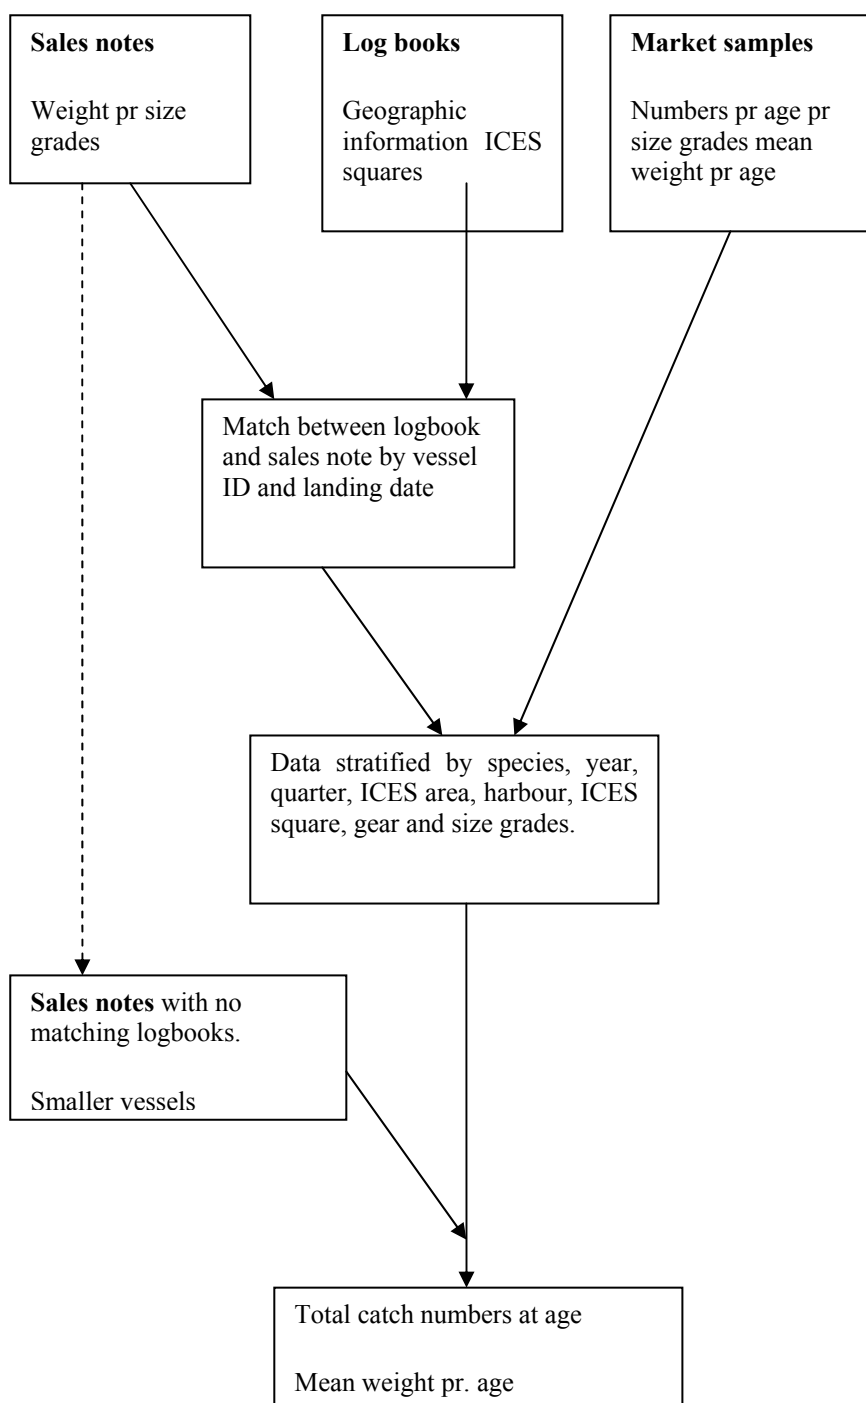 Sales notes
Weight pr size
grades
Log books
Geographic
information ICES
squares
Market samples
Numbers pr age pr
size grades mean
weight pr age
Match between logbook
and sales note by vessel
ID and landing date
Data stratified by species, year,
quarter, ICES area, harbour, ICES
square, gear and size grades.
Sales notes with no
matching logbooks.
Smaller vessels
Total catch numbers at age
Mean weight pr. age